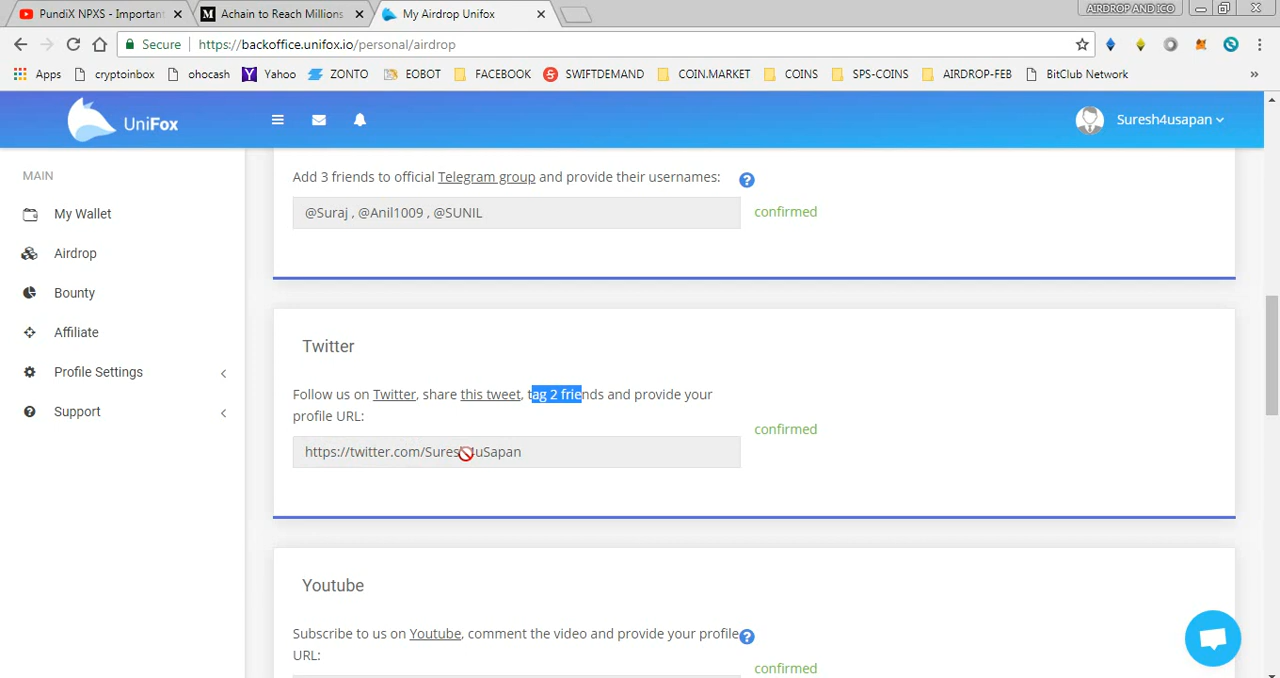 PundiX NPXS - Important
Achain to Reach Millions
My Airdrop Unifox
AIRDROP AND ICO
Secure https://backoffice.unifox.io/personal/airdrop
Apps cryptoinbox ohocash Yahoo ZONTO EOBOT FACEBOOK SWIFTDEMAND COIN.MARKET COINS SPS-COINS AIRDROP-FEB BitClub Network »
UniFox
Suresh4usapan
MAIN
My Wallet
Airdrop
Bounty
Affiliate
Profile Settings
Support
Add 3 friends to official Telegram group and provide their usernames:
@Suraj , @Anil1009 , @SUNIL
confirmed
Twitter
Follow us on Twitter, share this tweet, tag 2 friends and provide your
profile URL:
https://twitter.com/Suresh4uSapan
confirmed
Youtube
Subscribe to us on Youtube, comment the video and provide your profile
URL:
confirmed